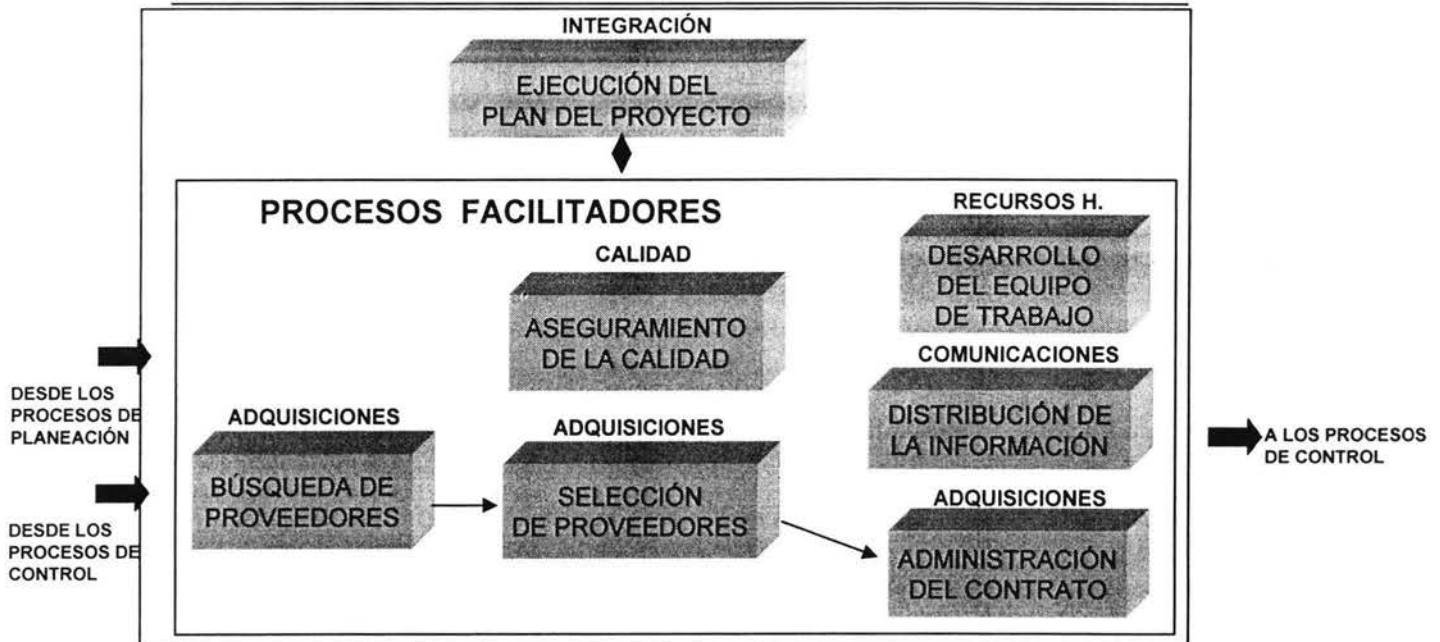 INTEGRACIÓN
EJECUCIÓN DEL
PLAN DEL PROYECTO
PROCESOS FACILITADORES
RECURSOS H.
DESARROLLO
DEL EQUIPO
DE TRABAJO
CALIDAD
ASEGURAMIENTO
DE LA CALIDAD
COMUNICACIONES
DISTRIBUCIÓN DE
LA INFORMACIÓN
DESDE LOS
PROCESOS DE
PLANEACIÓN
ADQUISICIONES
BÚSQUEDA DE
PROVEEDORES
ADQUISICIONES
SELECCIÓN
DE PROVEEDORES
ADQUISICIONES
ADMINISTRACIÓN
DEL CONTRATO
DESDE LOS
PROCESOS DE
CONTROL
A LOS PROCESOS
DE CONTROL